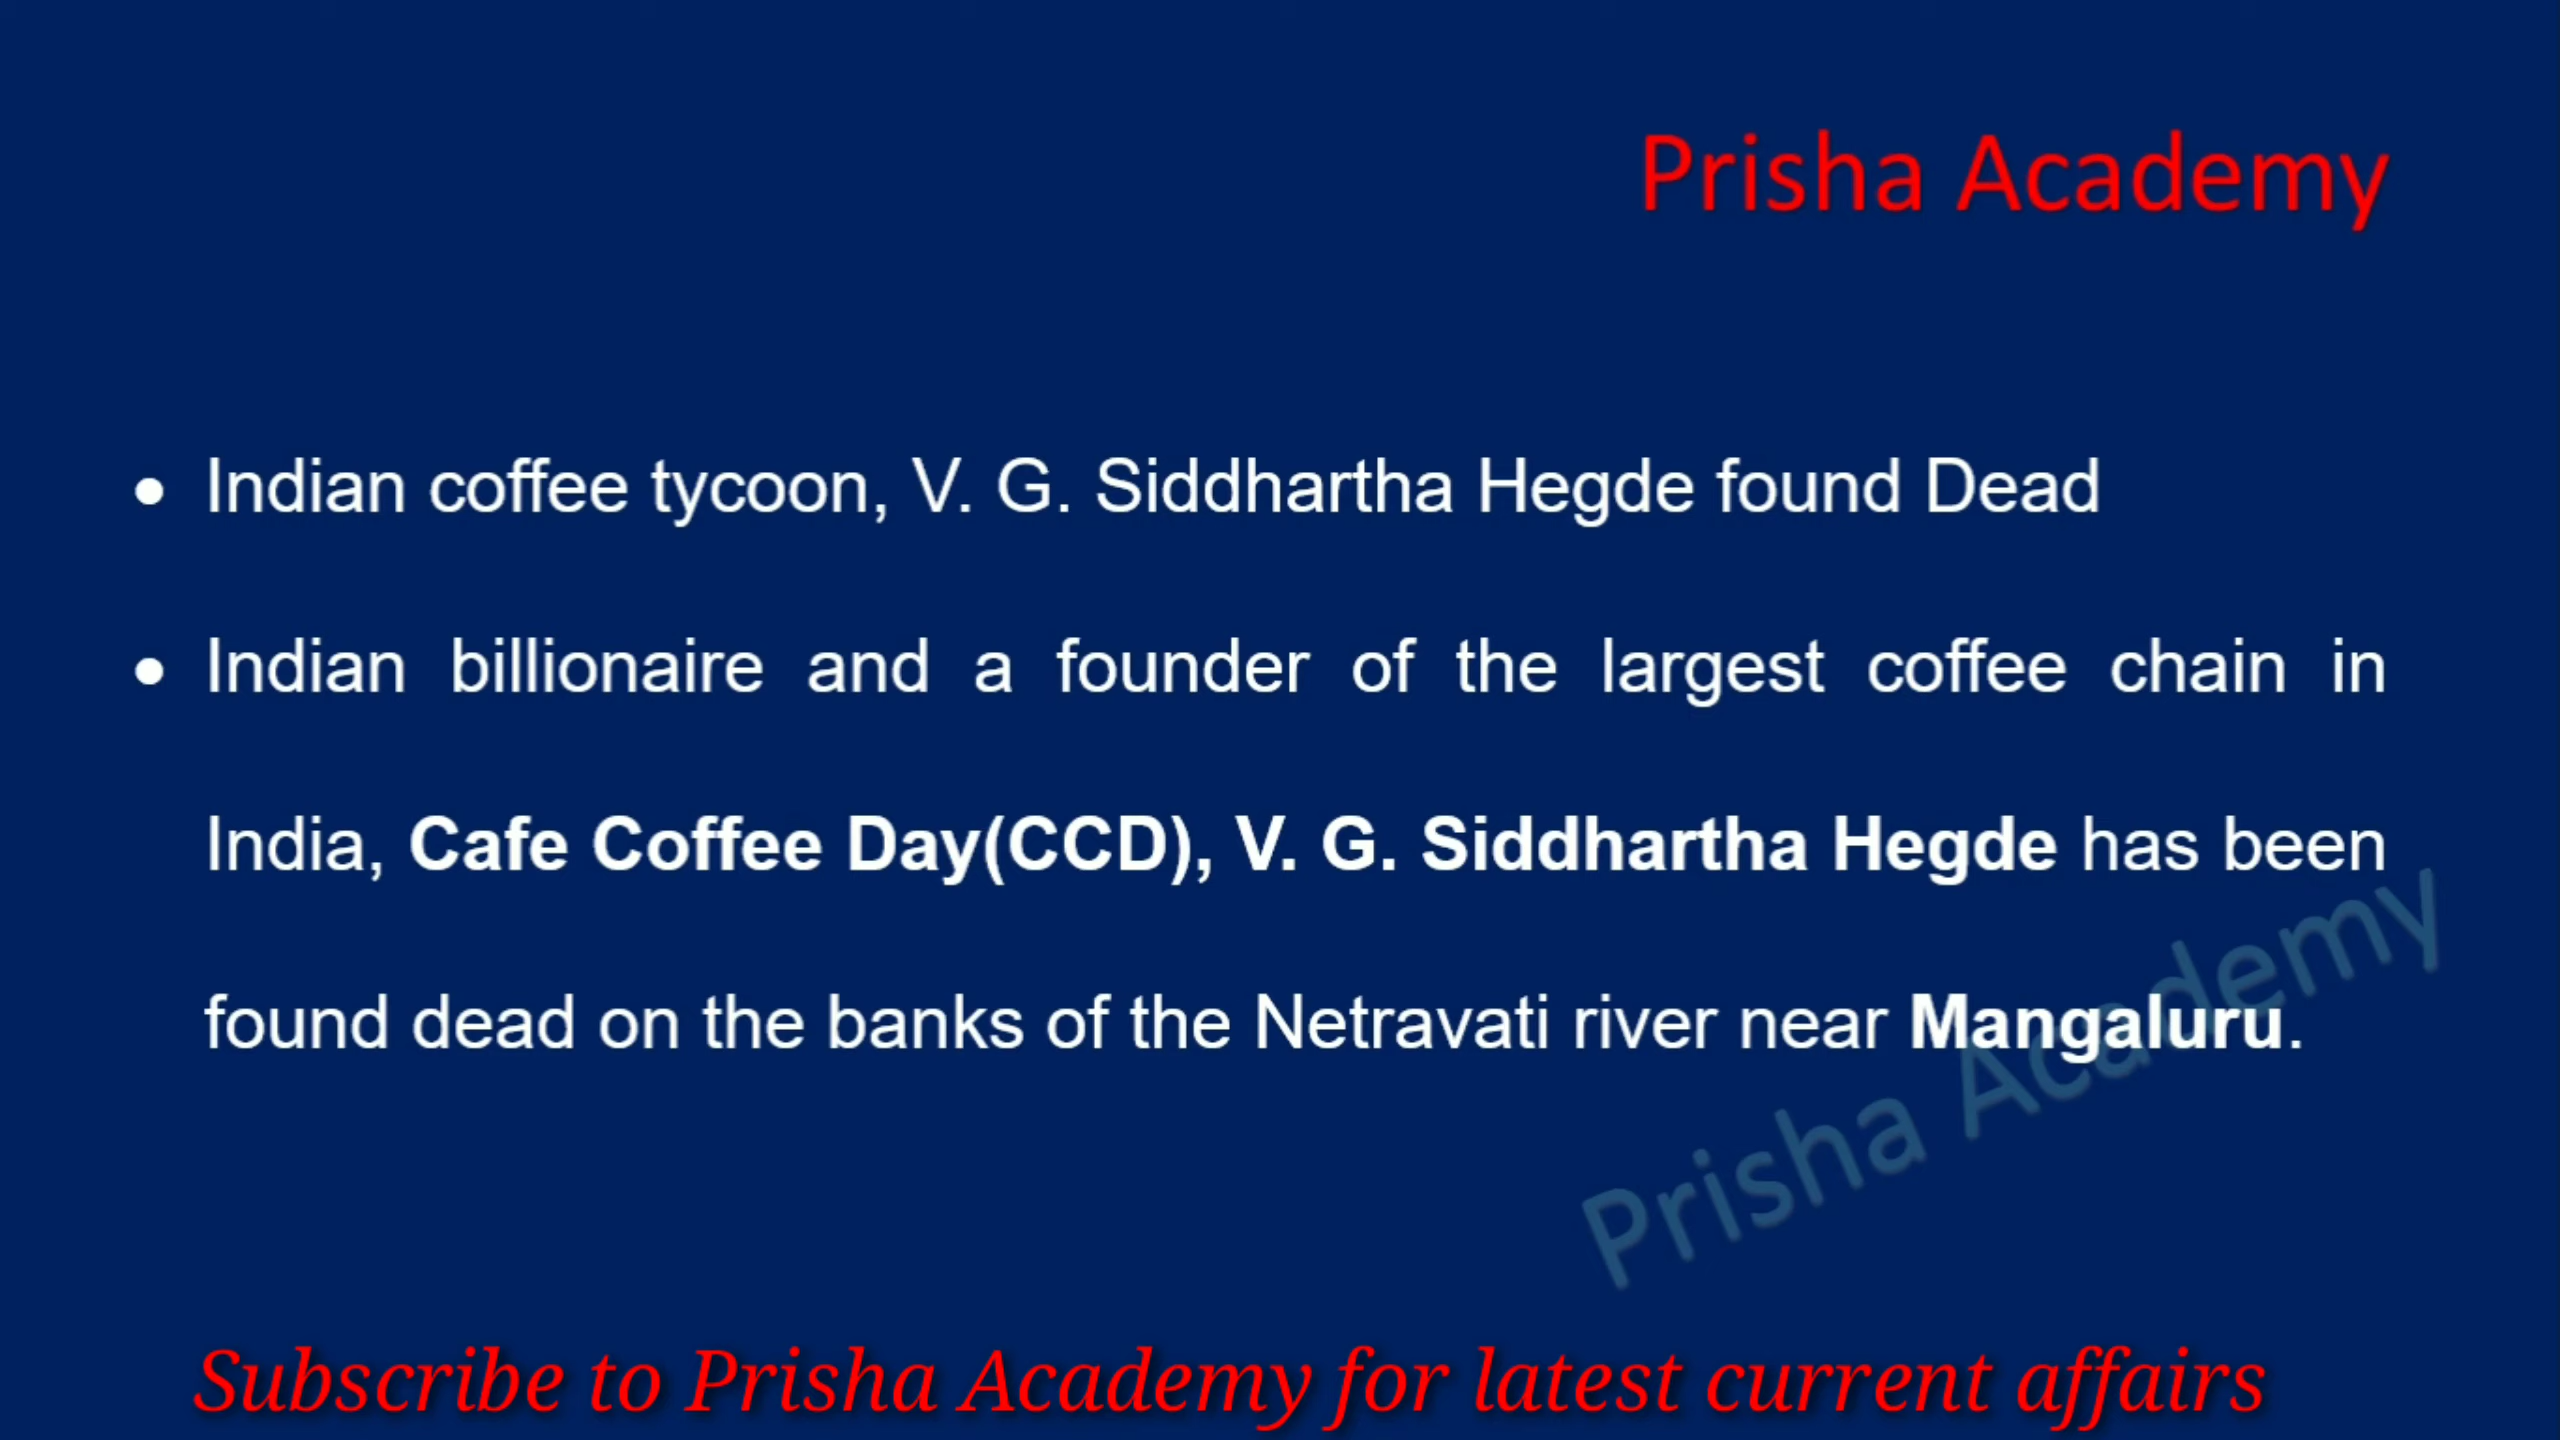 Prisha Academy
• Indian coffee tycoon, V. G. Siddhartha Hegde found Dead
• Indian billionaire and a founder of the largest coffee chain in
India, Cafe Coffee Day(CCD), V. G. Siddhartha Hegde has been
found dead on the banks of the Netravati river near Mangaluru.
Prisha Academy
Subscribe to Prisha Academy for latest current affairs